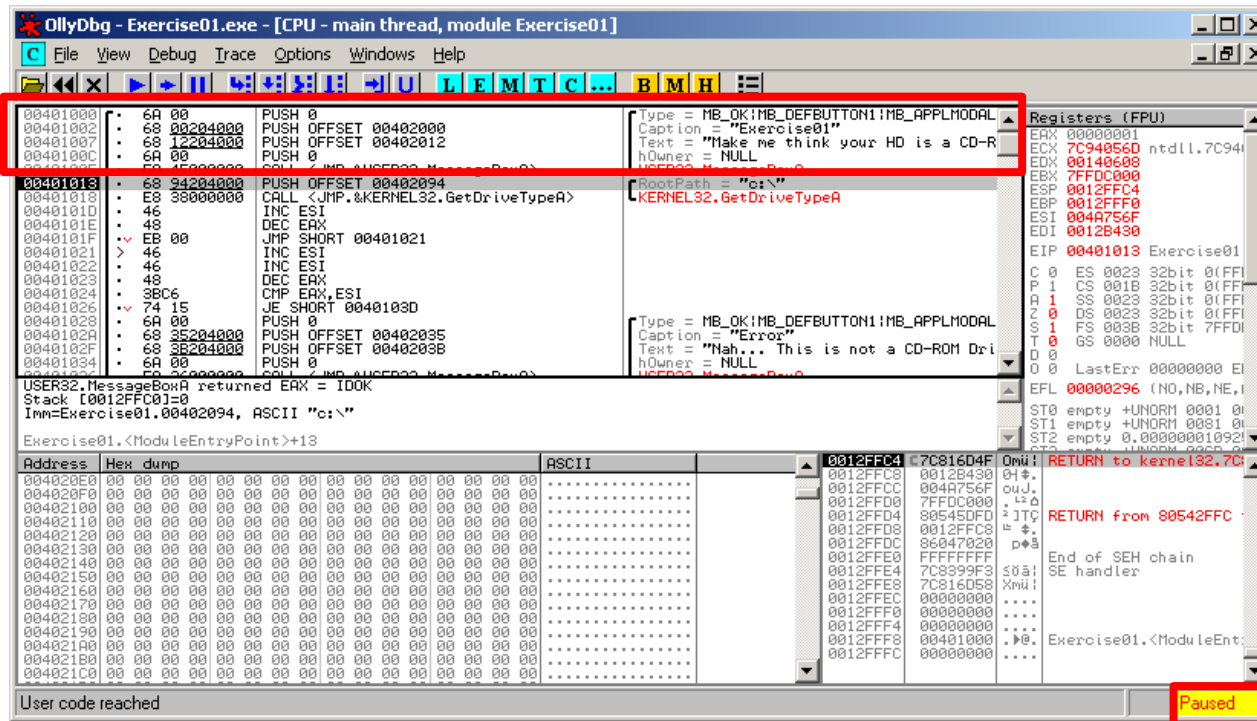 OllyDbg - Exercise01.exe - [CPU - main thread, module Exercise01]
C File View Debug Trace Options Windows Help
L E M T C ... B M H
00401000 6A 00 PUSH 0 Type = MB_OK|MB_DEFBUTTON1|MB_APPLMODAL
00401002 68 00204000 PUSH OFFSET 00402000 Caption = "Exercise01"
00401007 68 12204000 PUSH OFFSET 00402012 Text = "Make me think your HD is a CD-R
0040100C 6A 00 PUSH 0 hOwner = NULL
00401013 68 94204000 PUSH OFFSET 00402094 RootPath = "c:\"
00401018 E8 38000000 CALL <JMP.&KERNEL32.GetDriveTypeA> KERNEL32.GetDriveTypeA
0040101D 46 INC ESI
0040101E 48 DEC EAX
0040101F EB 00 JMP SHORT 00401021
00401021 > 46 INC ESI
00401022 46 INC ESI
00401023 48 DEC EAX
00401024 3BC6 CMP EAX,ESI
00401026 74 15 JE SHORT 0040103D
00401028 6A 00 PUSH 0 Type = MB_OK|MB_DEFBUTTON1|MB_APPLMODAL
0040102A 68 35204000 PUSH OFFSET 00402035 Caption = "Error"
0040102F 68 3B204000 PUSH OFFSET 0040203B Text = "Nah... This is not a CD-ROM Dri
00401034 6A 00 PUSH 0 hOwner = NULL
USER32.MessageBoxA returned EAX = IDOK
Stack [0012FFC0]=0
Imm=Exercise01.00402094, ASCII "c:\"
Exercise01.<ModuleEntryPoint>+13
Registers (FPU)
EAX 00000001
ECX 7C94056D ntdll.7C94
EDX 00140608
EBX 7FFDC000
ESP 0012FFC4
EBP 0012FFF0
ESI 004A756F
EDI 0012B430
EIP 00401013 Exercise01
C 0 ES 0023 32bit 0(FF
P 1 CS 001B 32bit 0(FF
A 1 SS 0023 32bit 0(FF
Z 0 DS 0023 32bit 0(FF
S 1 FS 003B 32bit 7FFD
T 0 GS 0000 NULL
D 0
O 0 LastErr 00000000
EFL 00000296 (NO,NB,NE,
ST0 empty +UNORM 0001
ST1 empty +UNORM 0081
ST2 empty 0.00000001092
Address Hex dump ASCII
004020E0 00 00 00 00 00 00 00 00 00 00 00 00 00 00 00 00 ................
004020F0 00 00 00 00 00 00 00 00 00 00 00 00 00 00 00 00 ................
00402100 00 00 00 00 00 00 00 00 00 00 00 00 00 00 00 00 ................
00402110 00 00 00 00 00 00 00 00 00 00 00 00 00 00 00 00 ................
00402120 00 00 00 00 00 00 00 00 00 00 00 00 00 00 00 00 ................
00402130 00 00 00 00 00 00 00 00 00 00 00 00 00 00 00 00 ................
00402140 00 00 00 00 00 00 00 00 00 00 00 00 00 00 00 00 ................
00402150 00 00 00 00 00 00 00 00 00 00 00 00 00 00 00 00 ................
00402160 00 00 00 00 00 00 00 00 00 00 00 00 00 00 00 00 ................
00402170 00 00 00 00 00 00 00 00 00 00 00 00 00 00 00 00 ................
00402180 00 00 00 00 00 00 00 00 00 00 00 00 00 00 00 00 ................
00402190 00 00 00 00 00 00 00 00 00 00 00 00 00 00 00 00 ................
004021A0 00 00 00 00 00 00 00 00 00 00 00 00 00 00 00 00 ................
004021B0 00 00 00 00 00 00 00 00 00 00 00 00 00 00 00 00 ................
004021C0 00 00 00 00 00 00 00 00 00 00 00 00 00 00 00 00 ................
0012FFC4 7C816D4F Omü¦ RETURN to kernel32.7C
0012FFC8 0012B430
0012FFCC 004A756F ouJ.
0012FFD0 7FFDC000
0012FFD4 80545DFD RETURN from 80542FFC
0012FFD8 0012FFC8
0012FFDC 86047020
0012FFE0 FFFFFFFF End of SEH chain
0012FFE4 7C8399F3 SE handler
0012FFE8 7C816D58 Xmü¦
0012FFEC 00000000 ....
0012FFF0 00000000 ....
0012FFF4 00000000 ....
0012FFF8 00401000 Exercise01.<ModuleEnt
0012FFFC 00000000 ....
User code reached
Paused